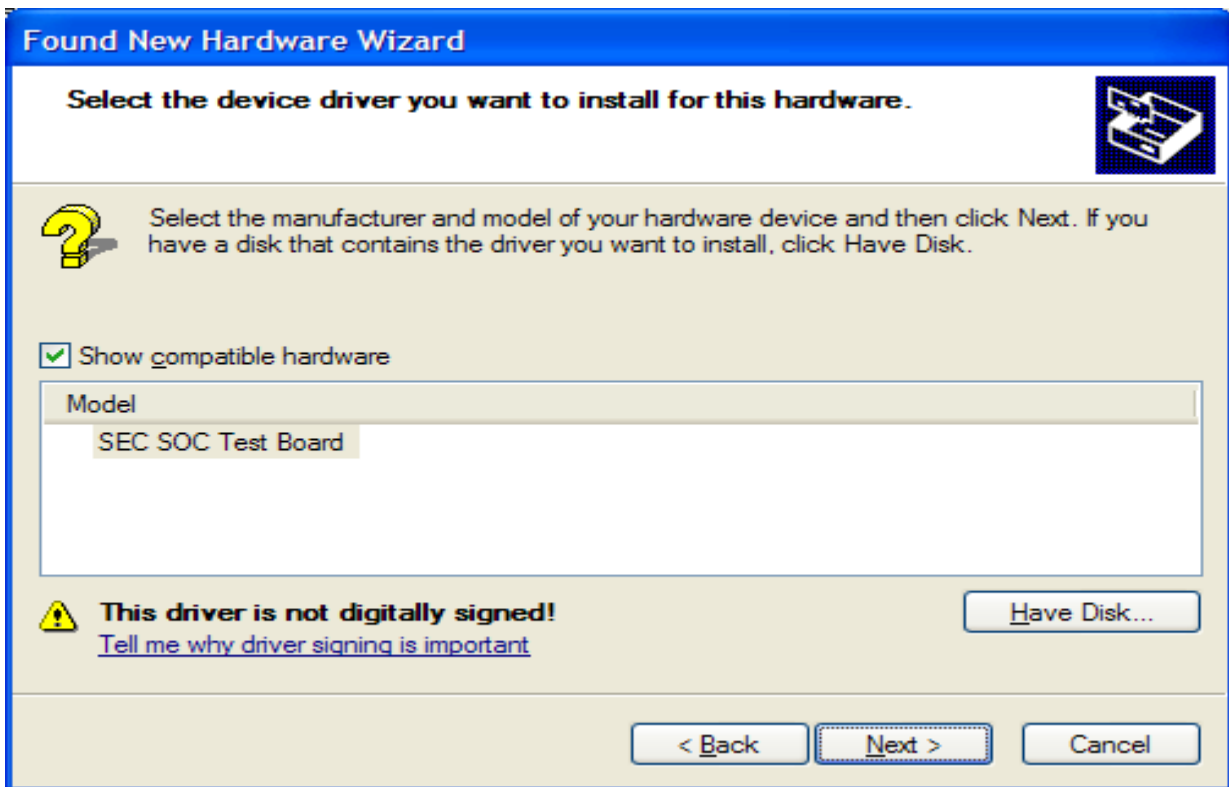 Found New Hardware Wizard
Select the device driver you want to install for this hardware.
Select the manufacturer and model of your hardware device and then click Next. If you
have a disk that contains the driver you want to install, click Have Disk.
Show compatible hardware
Model
SEC SOC Test Board
This driver is not digitally signed!
Have Disk...
Tell me why driver signing is important
< Back
Next >
Cancel